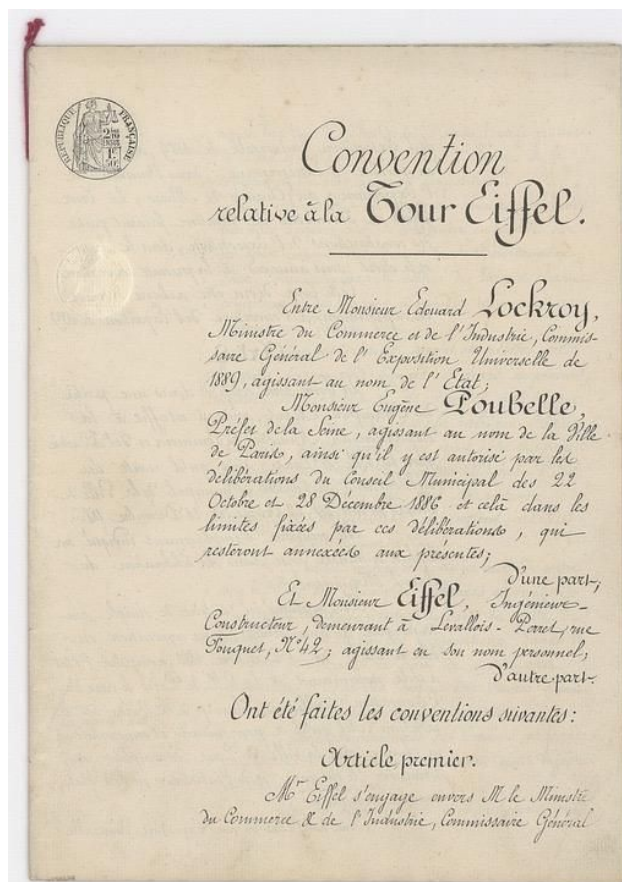 RÉPUBLIQUE FRANÇAISE
Convention
relative à la Tour Eiffel.
Entre Monsieur Edouard Lockroy,
Ministre du Commerce et de l'Industrie, Commis-
saire Général de l'Exposition Universelle de
1889, agissant au nom de l'Etat;
Monsieur Eugène Poubelle,
Préfet de la Seine, agissant au nom de la Ville
de Paris, ainsi qu'il y est autorisé par les
délibérations du Conseil Municipal des 22
Octobre et 28 Décembre 1886 et celà dans les
limites fixées par ces délibérations, qui
resteront annexées aux présentes;
D'une part;
Et Monsieur Eiffel, Ingénieur-
Constructeur, demeurant à Levallois-Perret, rue
Fouquet, N° 42; agissant en son nom personnel;
D'autre part.
Ont été faites les conventions suivantes:
Article premier.
Mr Eiffel s'engage envers M le Ministre
du Commerce & de l'Industrie, Commissaire Général